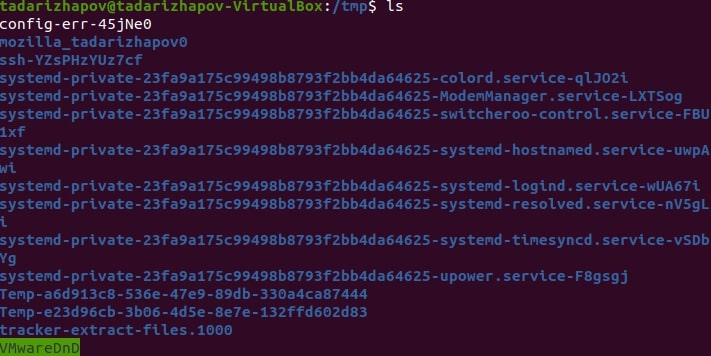 tadarizhapov@tadarizhapov-VirtualBox:/tmp$ ls
config-err-45jNe0
mozilla_tadarizhapov0
ssh-YZsPHzYUz7cf
systemd-private-23fa9a175c99498b8793f2bb4da64625-colord.service-qlJO2i
systemd-private-23fa9a175c99498b8793f2bb4da64625-ModemManager.service-LXTSog
systemd-private-23fa9a175c99498b8793f2bb4da64625-switcheroo-control.service-FBU
1xf
systemd-private-23fa9a175c99498b8793f2bb4da64625-systemd-hostnamed.service-uwpA
wi
systemd-private-23fa9a175c99498b8793f2bb4da64625-systemd-logind.service-wUA67i
systemd-private-23fa9a175c99498b8793f2bb4da64625-systemd-resolved.service-nV5gL
i
systemd-private-23fa9a175c99498b8793f2bb4da64625-systemd-timesyncd.service-vSDb
Yg
systemd-private-23fa9a175c99498b8793f2bb4da64625-upower.service-F8gsgj
Temp-a6d913c8-536e-47e9-89db-330a4ca87444
Temp-e23d96cb-3b06-4d5e-8e7e-132ffd602d83
tracker-extract-files.1000
VMwareDnD